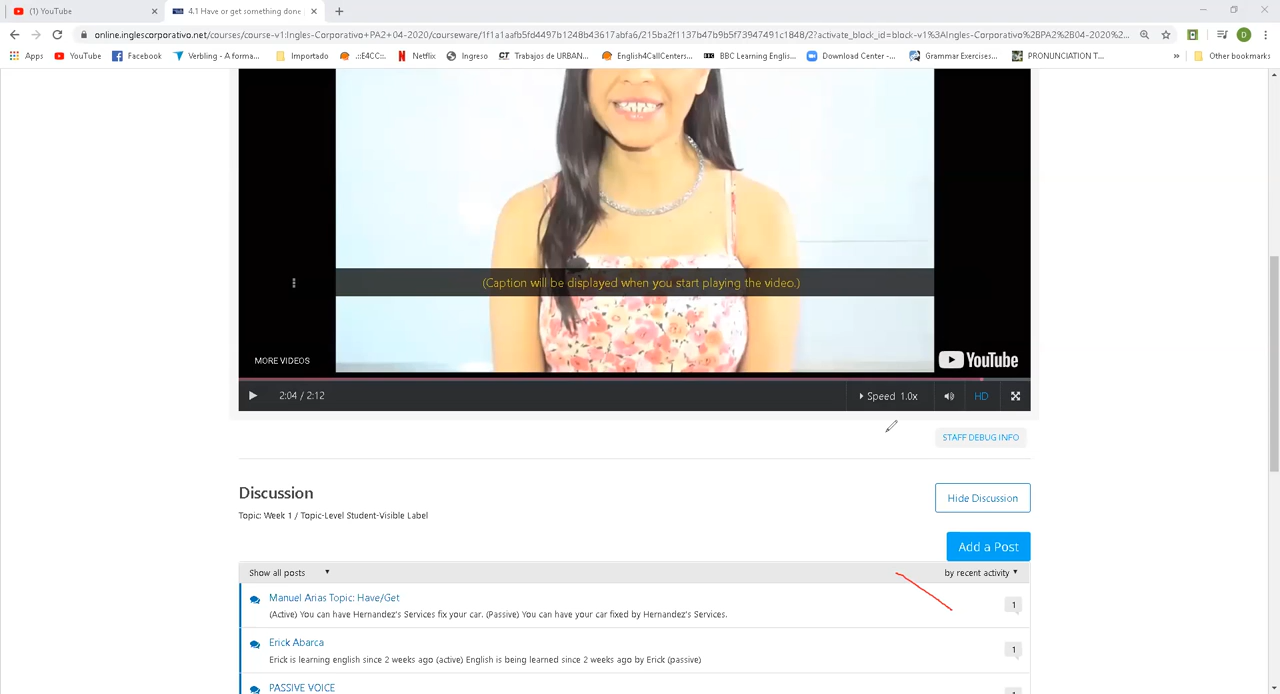 (1) YouTube
4.1 Have or get something done
online.inglescorporativo.net/courses/course-v1:Ingles-Corporativo+PA2+04-2020/courseware/1f1a1aafb5fd4497b1248b43617abfa6/215ba2f1137b47b9b5f73947491c1848/2?activate_block_id=block-v1%3AIngles-Corporativo%2BPA2%2B04-2020%2...
D
Apps YouTube Facebook Verbling - A forma... Importado .::E4CC::. Netflix Ingreso CT Trabajos de URBAN... English4CallCenters... BBC BBC Learning Englis... Download Center -... Grammar Exercises... PRONUNCIATION T... » Other bookmarks
(Caption will be displayed when you start playing the video.)
MORE VIDEOS
YouTube
2:04 / 2:12
Speed 1.0x
HD
STAFF DEBUG INFO
Discussion
Hide Discussion
Topic: Week 1 / Topic-Level Student-Visible Label
Add a Post
Show all posts
by recent activity
Manuel Arias Topic: Have/Get
1
(Active) You can have Hernandez's Services fix your car. (Passive) You can have your car fixed by Hernandez's Services.
Erick Abarca
1
Erick is learning english since 2 weeks ago (active) English is being learned since 2 weeks ago by Erick (passive)
PASSIVE VOICE